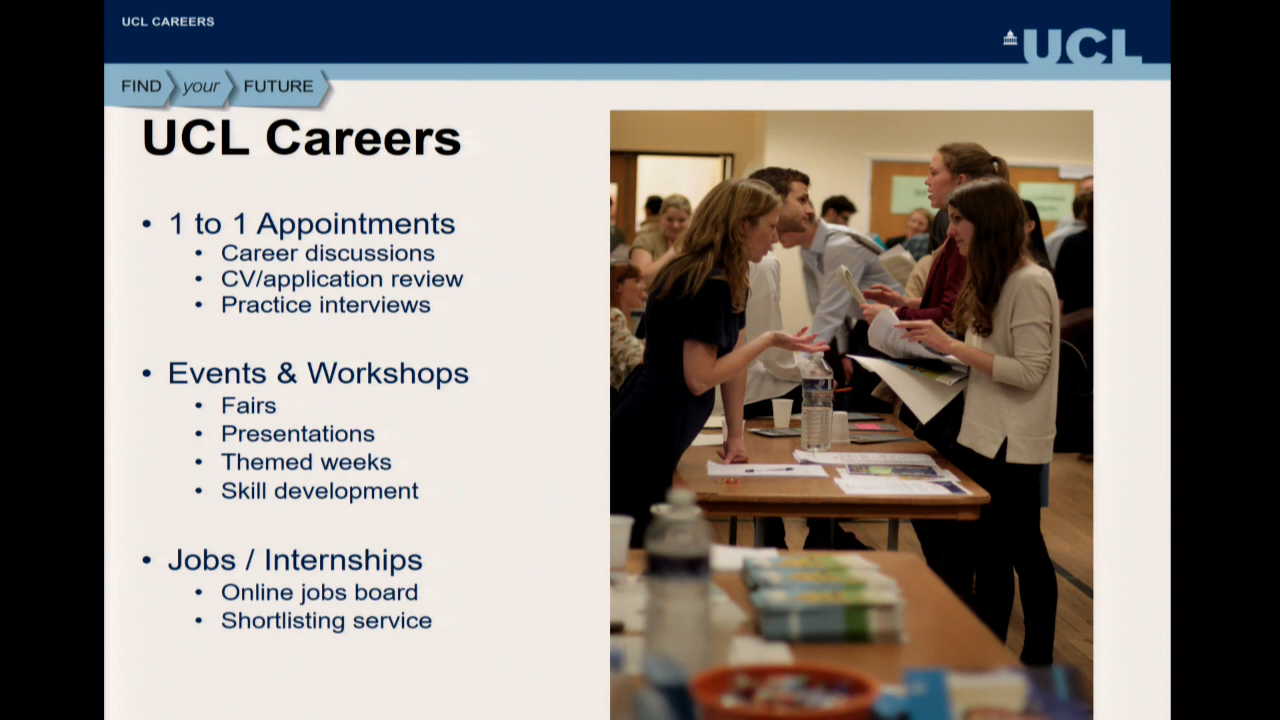 UCL CAREERS
UCL
FIND your FUTURE
UCL Careers
• 1 to 1 Appointments
• Career discussions
• CV/application review
• Practice interviews
• Events & Workshops
• Fairs
• Presentations
• Themed weeks
• Skill development
• Jobs / Internships
• Online jobs board
• Shortlisting service